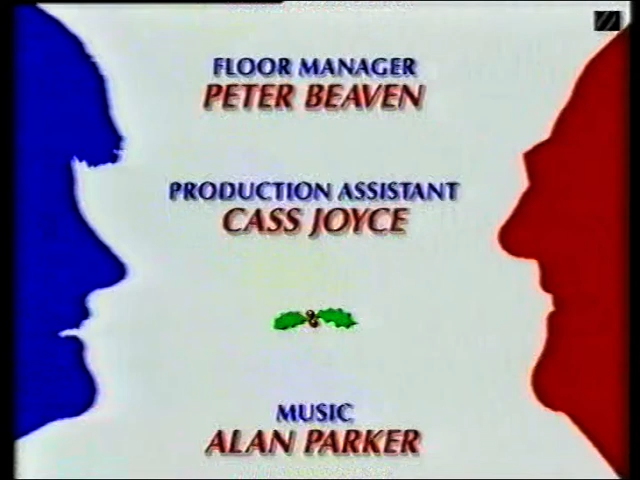 FLOOR MANAGER
PETER BEAVEN
PRODUCTION ASSISTANT
CASS JOYCE
MUSIC
ALAN PARKER